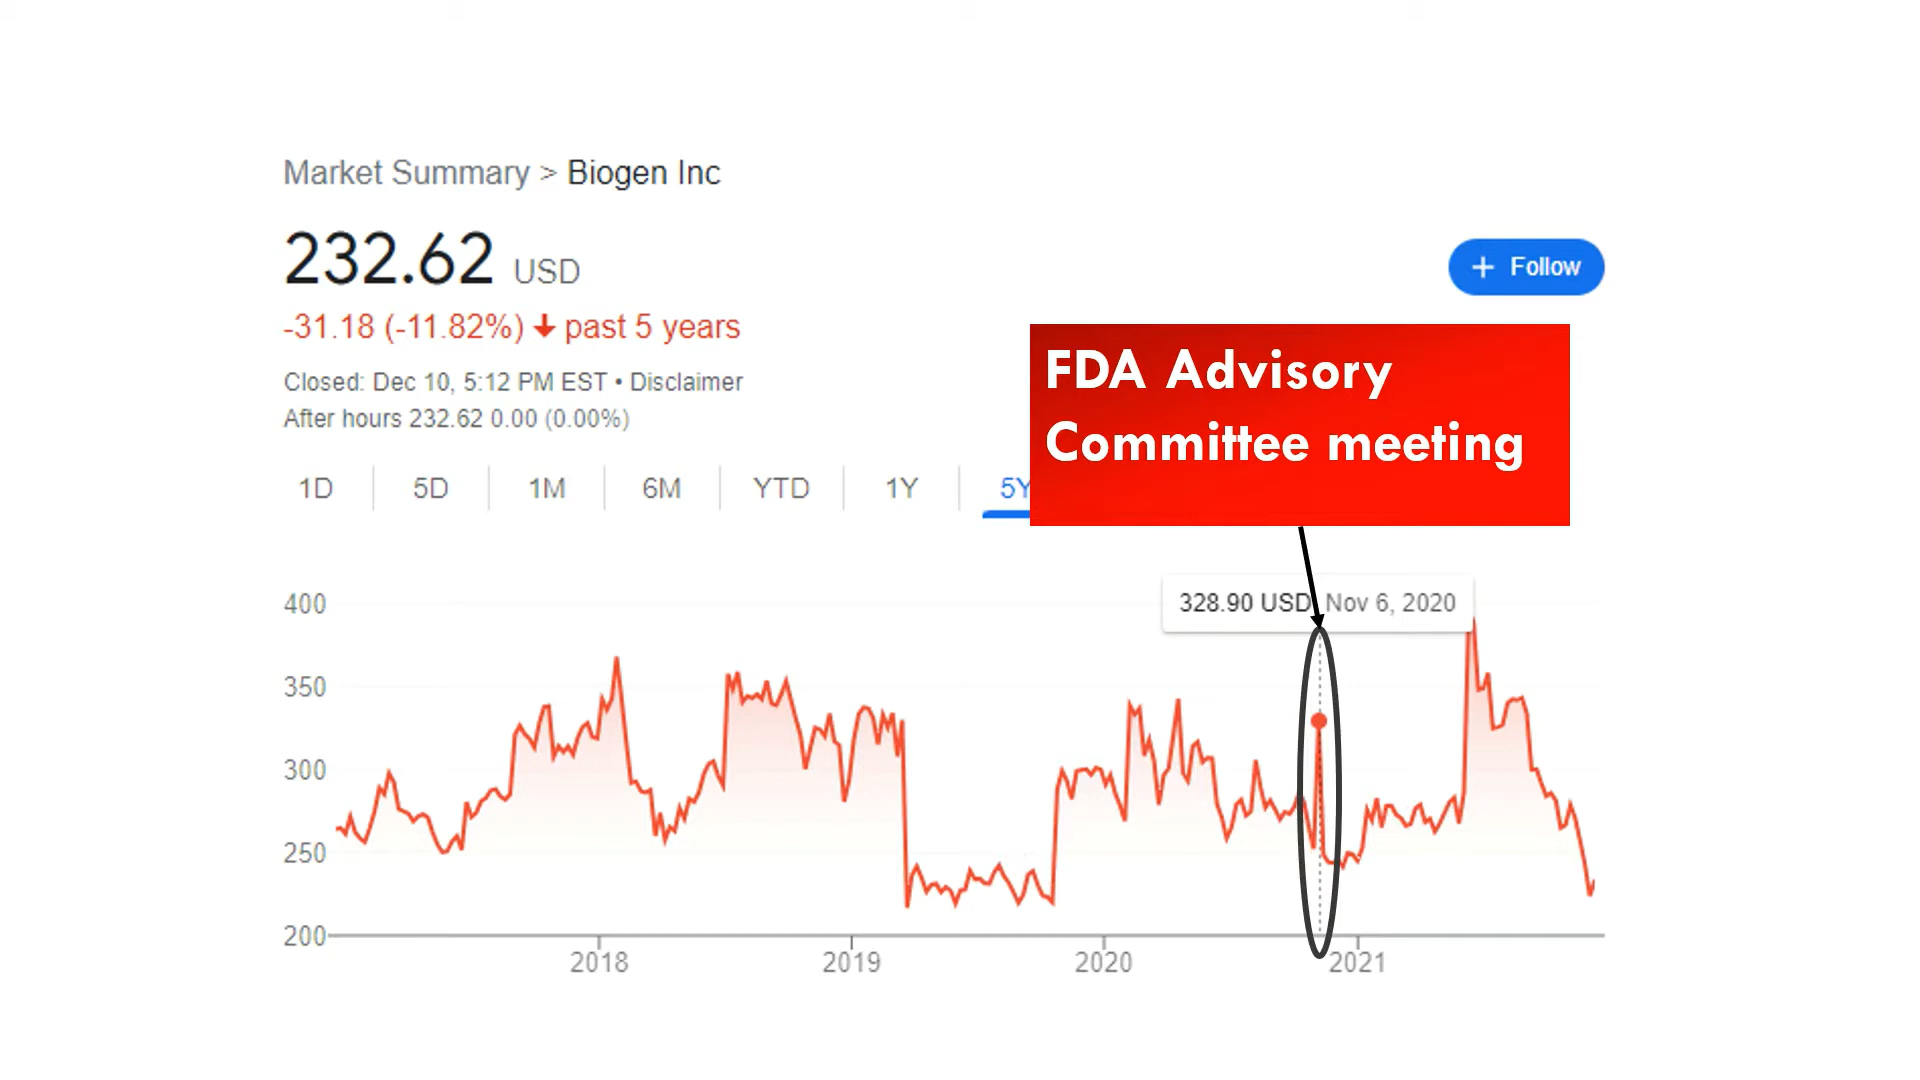 Market Summary > Biogen Inc
232.62 USD
+ Follow
-31.18 (-11.82%) ↓ past 5 years
Closed: Dec 10, 5:12 PM EST • Disclaimer
After hours 232.62 0.00 (0.00%)
FDA Advisory
Committee meeting
1D 5D 1M 6M YTD 1Y 5Y
328.90 USD Nov 6, 2020
400
350
300
250
200
2018 2019 2020 2021